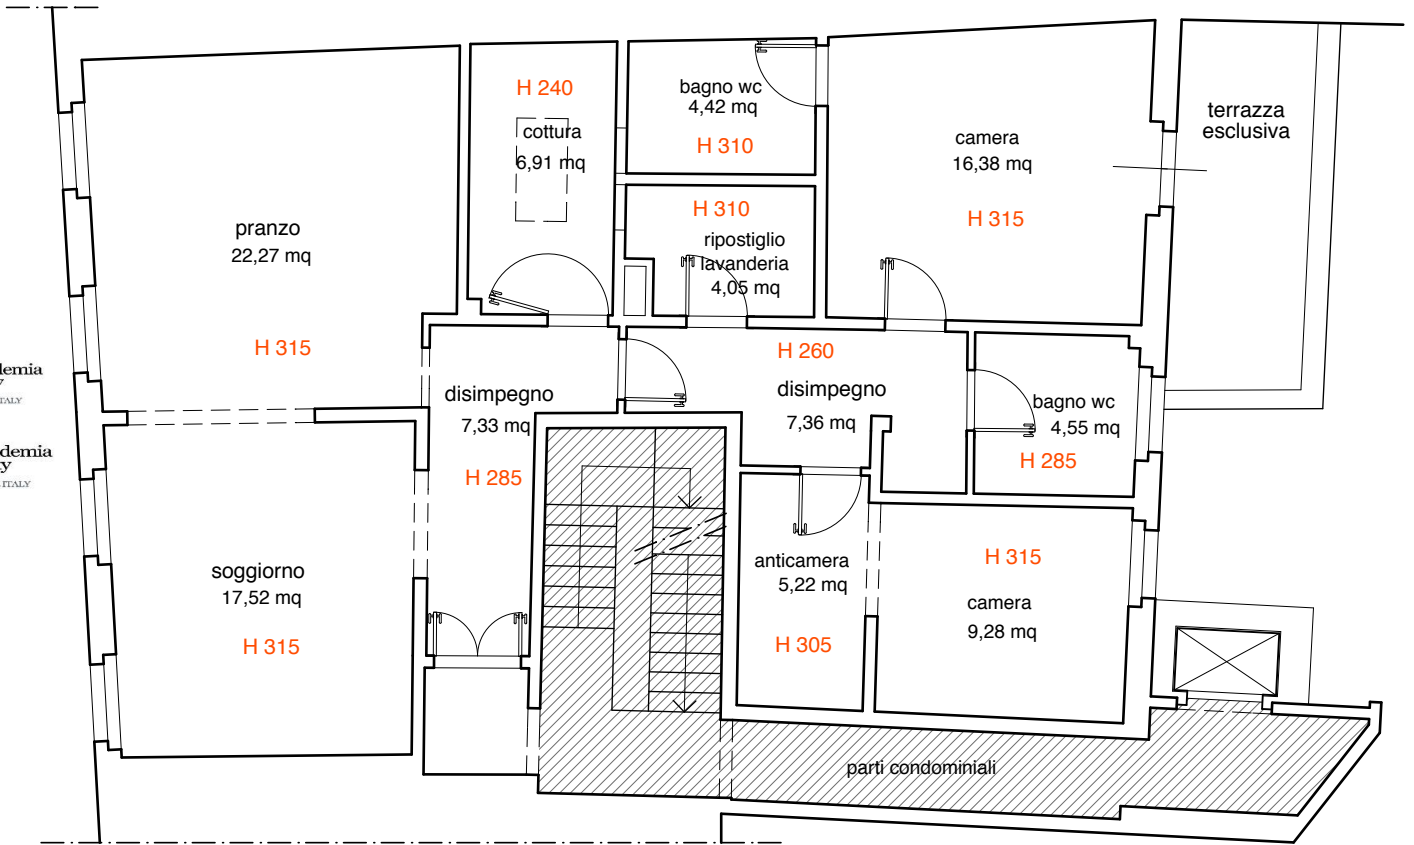 H 240
cottura
6,91 mq
bagno wc
4,42 mq
H 310
camera
16,38 mq
H 315
terrazza
esclusiva
H 310
ripostiglio
lavanderia
4,05 mq
pranzo
22,27 mq
H 315
H 260
disimpegno
7,36 mq
disimpegno
7,33 mq
H 285
bagno wc
4,55 mq
H 285
soggiorno
17,52 mq
H 315
anticamera
5,22 mq
H 305
H 315
camera
9,28 mq
parti condominiali